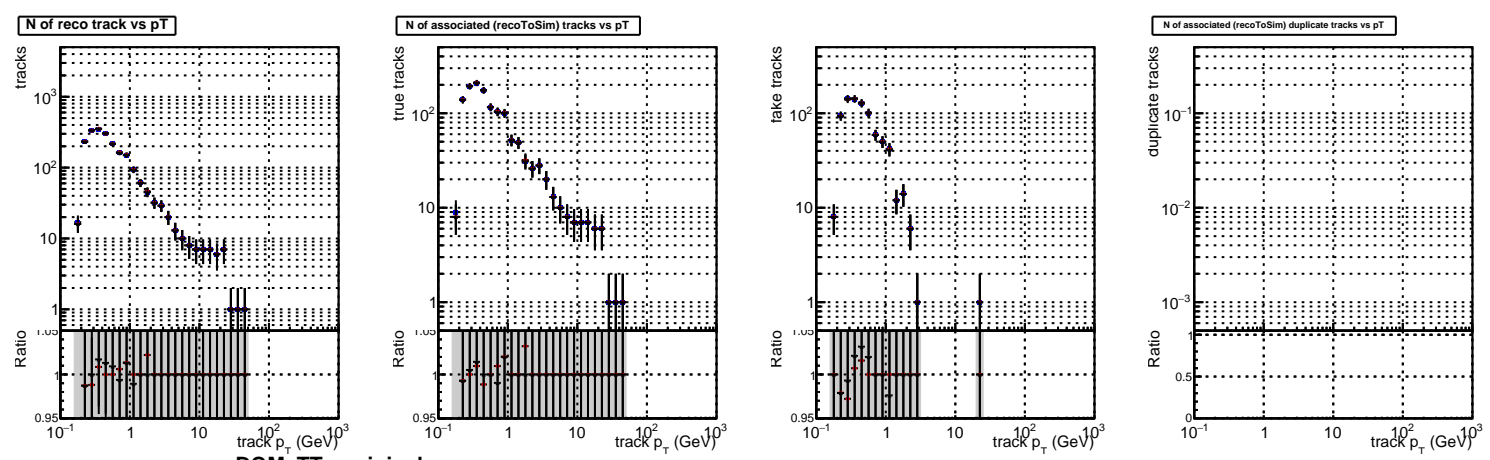 N of reco track vs pT
N of associated (recoToSim) tracks vs pT
N of associated (recoToSim) duplicate tracks vs pT
tracks
10³
10²
10
1
Ratio
1.05
1
0.95
10⁻¹ 1 10 10² 10³
track p_T (GeV)
true tracks
10²
10
1
Ratio
1.05
1
0.95
10⁻¹ 1 10 10² 10³
track p_T (GeV)
fake tracks
10²
10
1
Ratio
1.05
1
0.95
10⁻¹ 1 10 10² 10³
track p_T (GeV)
duplicate tracks
10⁻¹
10⁻²
10⁻³
Ratio
1
0.5
0
10⁻¹ 1 10 10² 10³
track p_T (GeV)